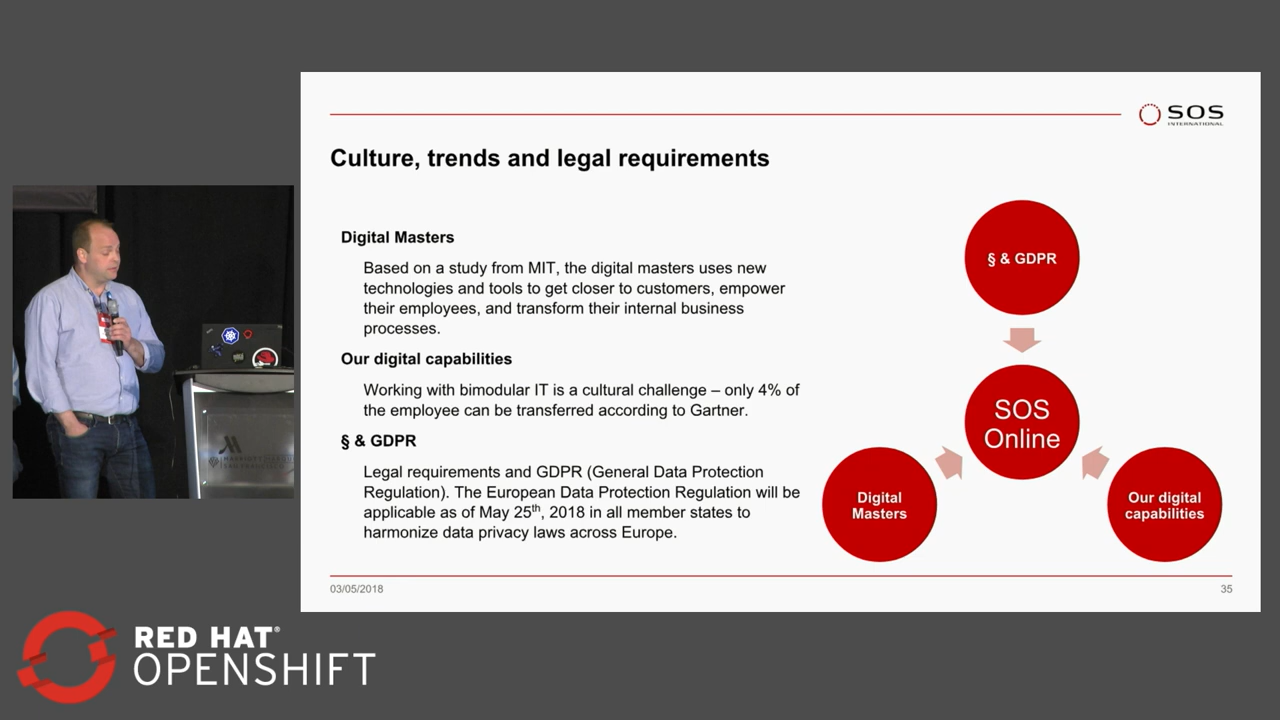 SOS
INTERNATIONAL
Culture, trends and legal requirements
Digital Masters
Based on a study from MIT, the digital masters uses new
technologies and tools to get closer to customers, empower
their employees, and transform their internal business
processes.
Our digital capabilities
Working with bimodular IT is a cultural challenge – only 4% of
the employee can be transferred according to Gartner.
§ & GDPR
Legal requirements and GDPR (General Data Protection
Regulation). The European Data Protection Regulation will be
applicable as of May 25th, 2018 in all member states to
harmonize data privacy laws across Europe.
§ & GDPR
SOS
Online
Digital
Masters
Our digital
capabilities
03/05/2018
35
RED HAT®
OPENSHIFT